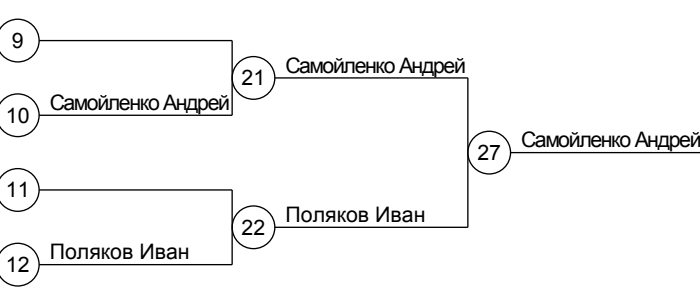 9
21 Самойленко Андрей
10 Самойленко Андрей
27 Самойленко Андрей
11
22 Поляков Иван
12 Поляков Иван